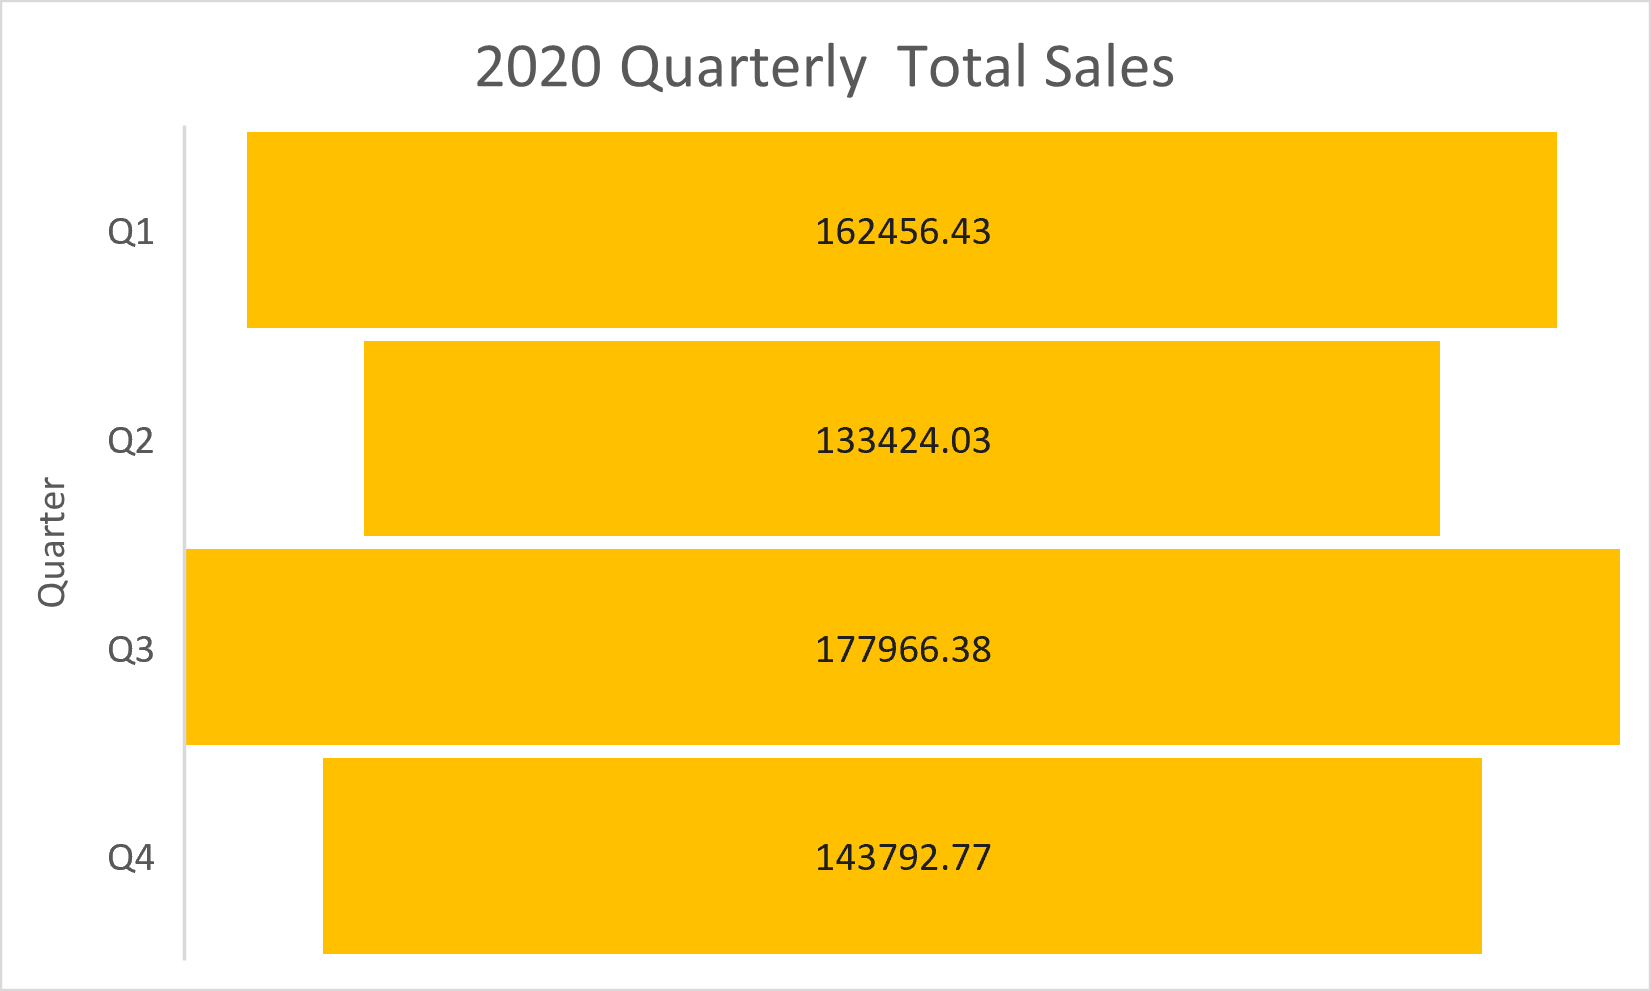 2020 Quarterly  Total Sales
Quarter
Q1
162456.43
Q2
133424.03
Q3
177966.38
Q4
143792.77